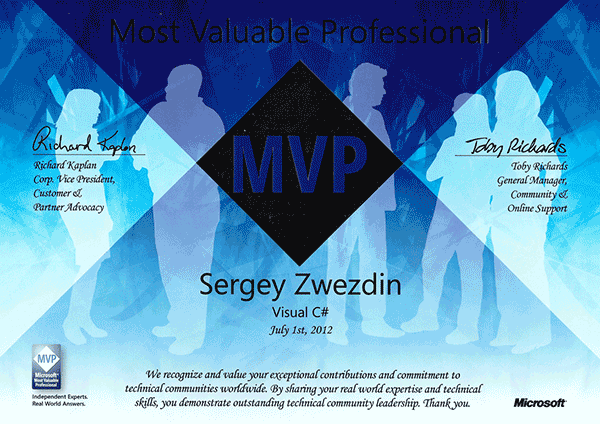 Most Valuable Professional
MVP
Richard Kaplan
Richard Kaplan
Corp. Vice President,
Customer &
Partner Advocacy
Toby Richards
Toby Richards
General Manager,
Community &
Online Support
Sergey Zwezdin
Visual C#
July 1st, 2012
MVP
Microsoft®
Most Valuable
Professional
Independent Experts.
Real World Answers.
We recognize and value your exceptional contributions and commitment to
technical communities worldwide. By sharing your real world expertise and technical
skills, you demonstrate outstanding technical community leadership. Thank you.
Microsoft®